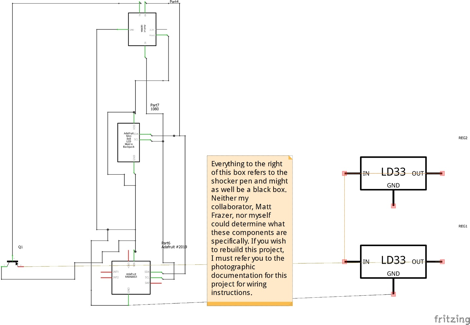 Part4
REG2
Part7
1080
Everything to the right
of this box refers to the
shocker pen and might
as well be a black box.
Neither my
collaborator, Matt
Frazer, nor myself
could determine what
these components are
specifically. If you wish
to rebuild this project,
I must refer you to the
photographic
documentation for this
project for wiring
instructions.
IN LD33 OUT
GND
REG1
Q1
Part6
Adafruit #2010
IN LD33 OUT
GND
fritzing